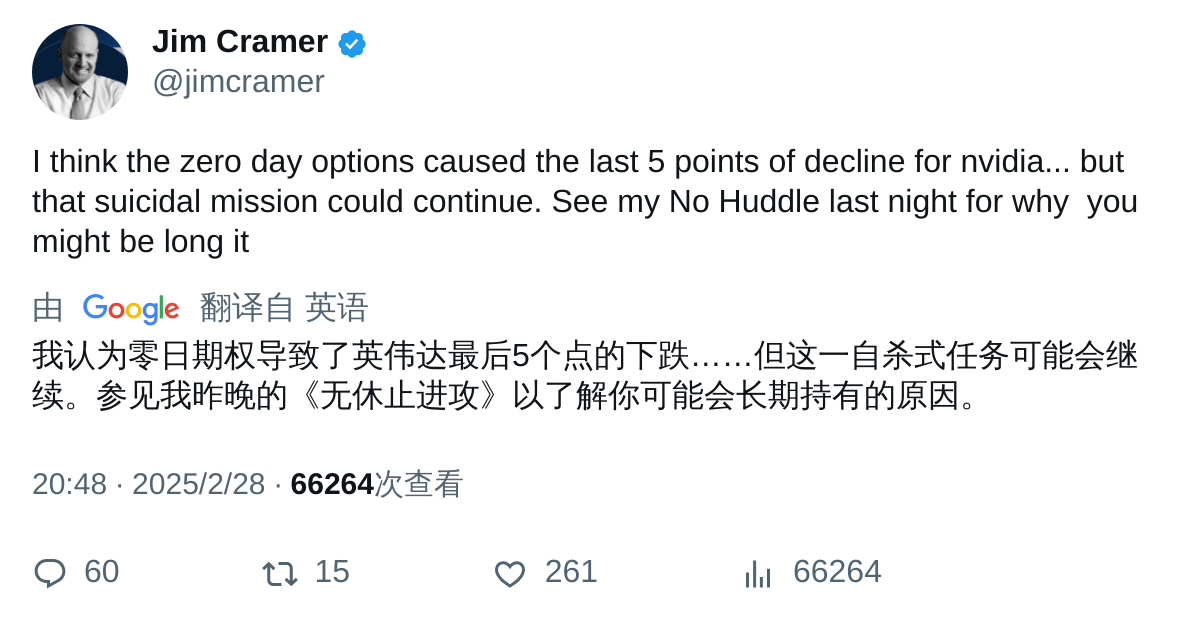 Jim Cramer
@jimcramer
I think the zero day options caused the last 5 points of decline for nvidia... but
that suicidal mission could continue. See my No Huddle last night for why  you
might be long it
由 Google 翻译自 英语
我认为零日期权导致了英伟达最后5个点的下跌……但这一自杀式任务可能会继
续。参见我昨晚的《无休止进攻》以了解你可能会长期持有的原因。
20:48 · 2025/2/28 · 66264次查看
60 15 261 66264